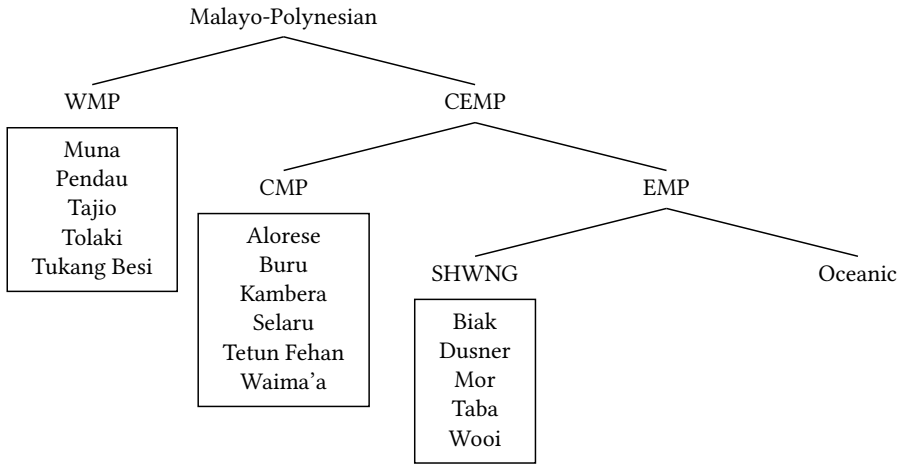 Malayo-Polynesian
WMP
CEMP
Muna
Pendau
Tajio
Tolaki
Tukang Besi
CMP
EMP
Alorese
Buru
Kambera
Selaru
Tetun Fehan
Waima’a
SHWNG
Oceanic
Biak
Dusner
Mor
Taba
Wooi